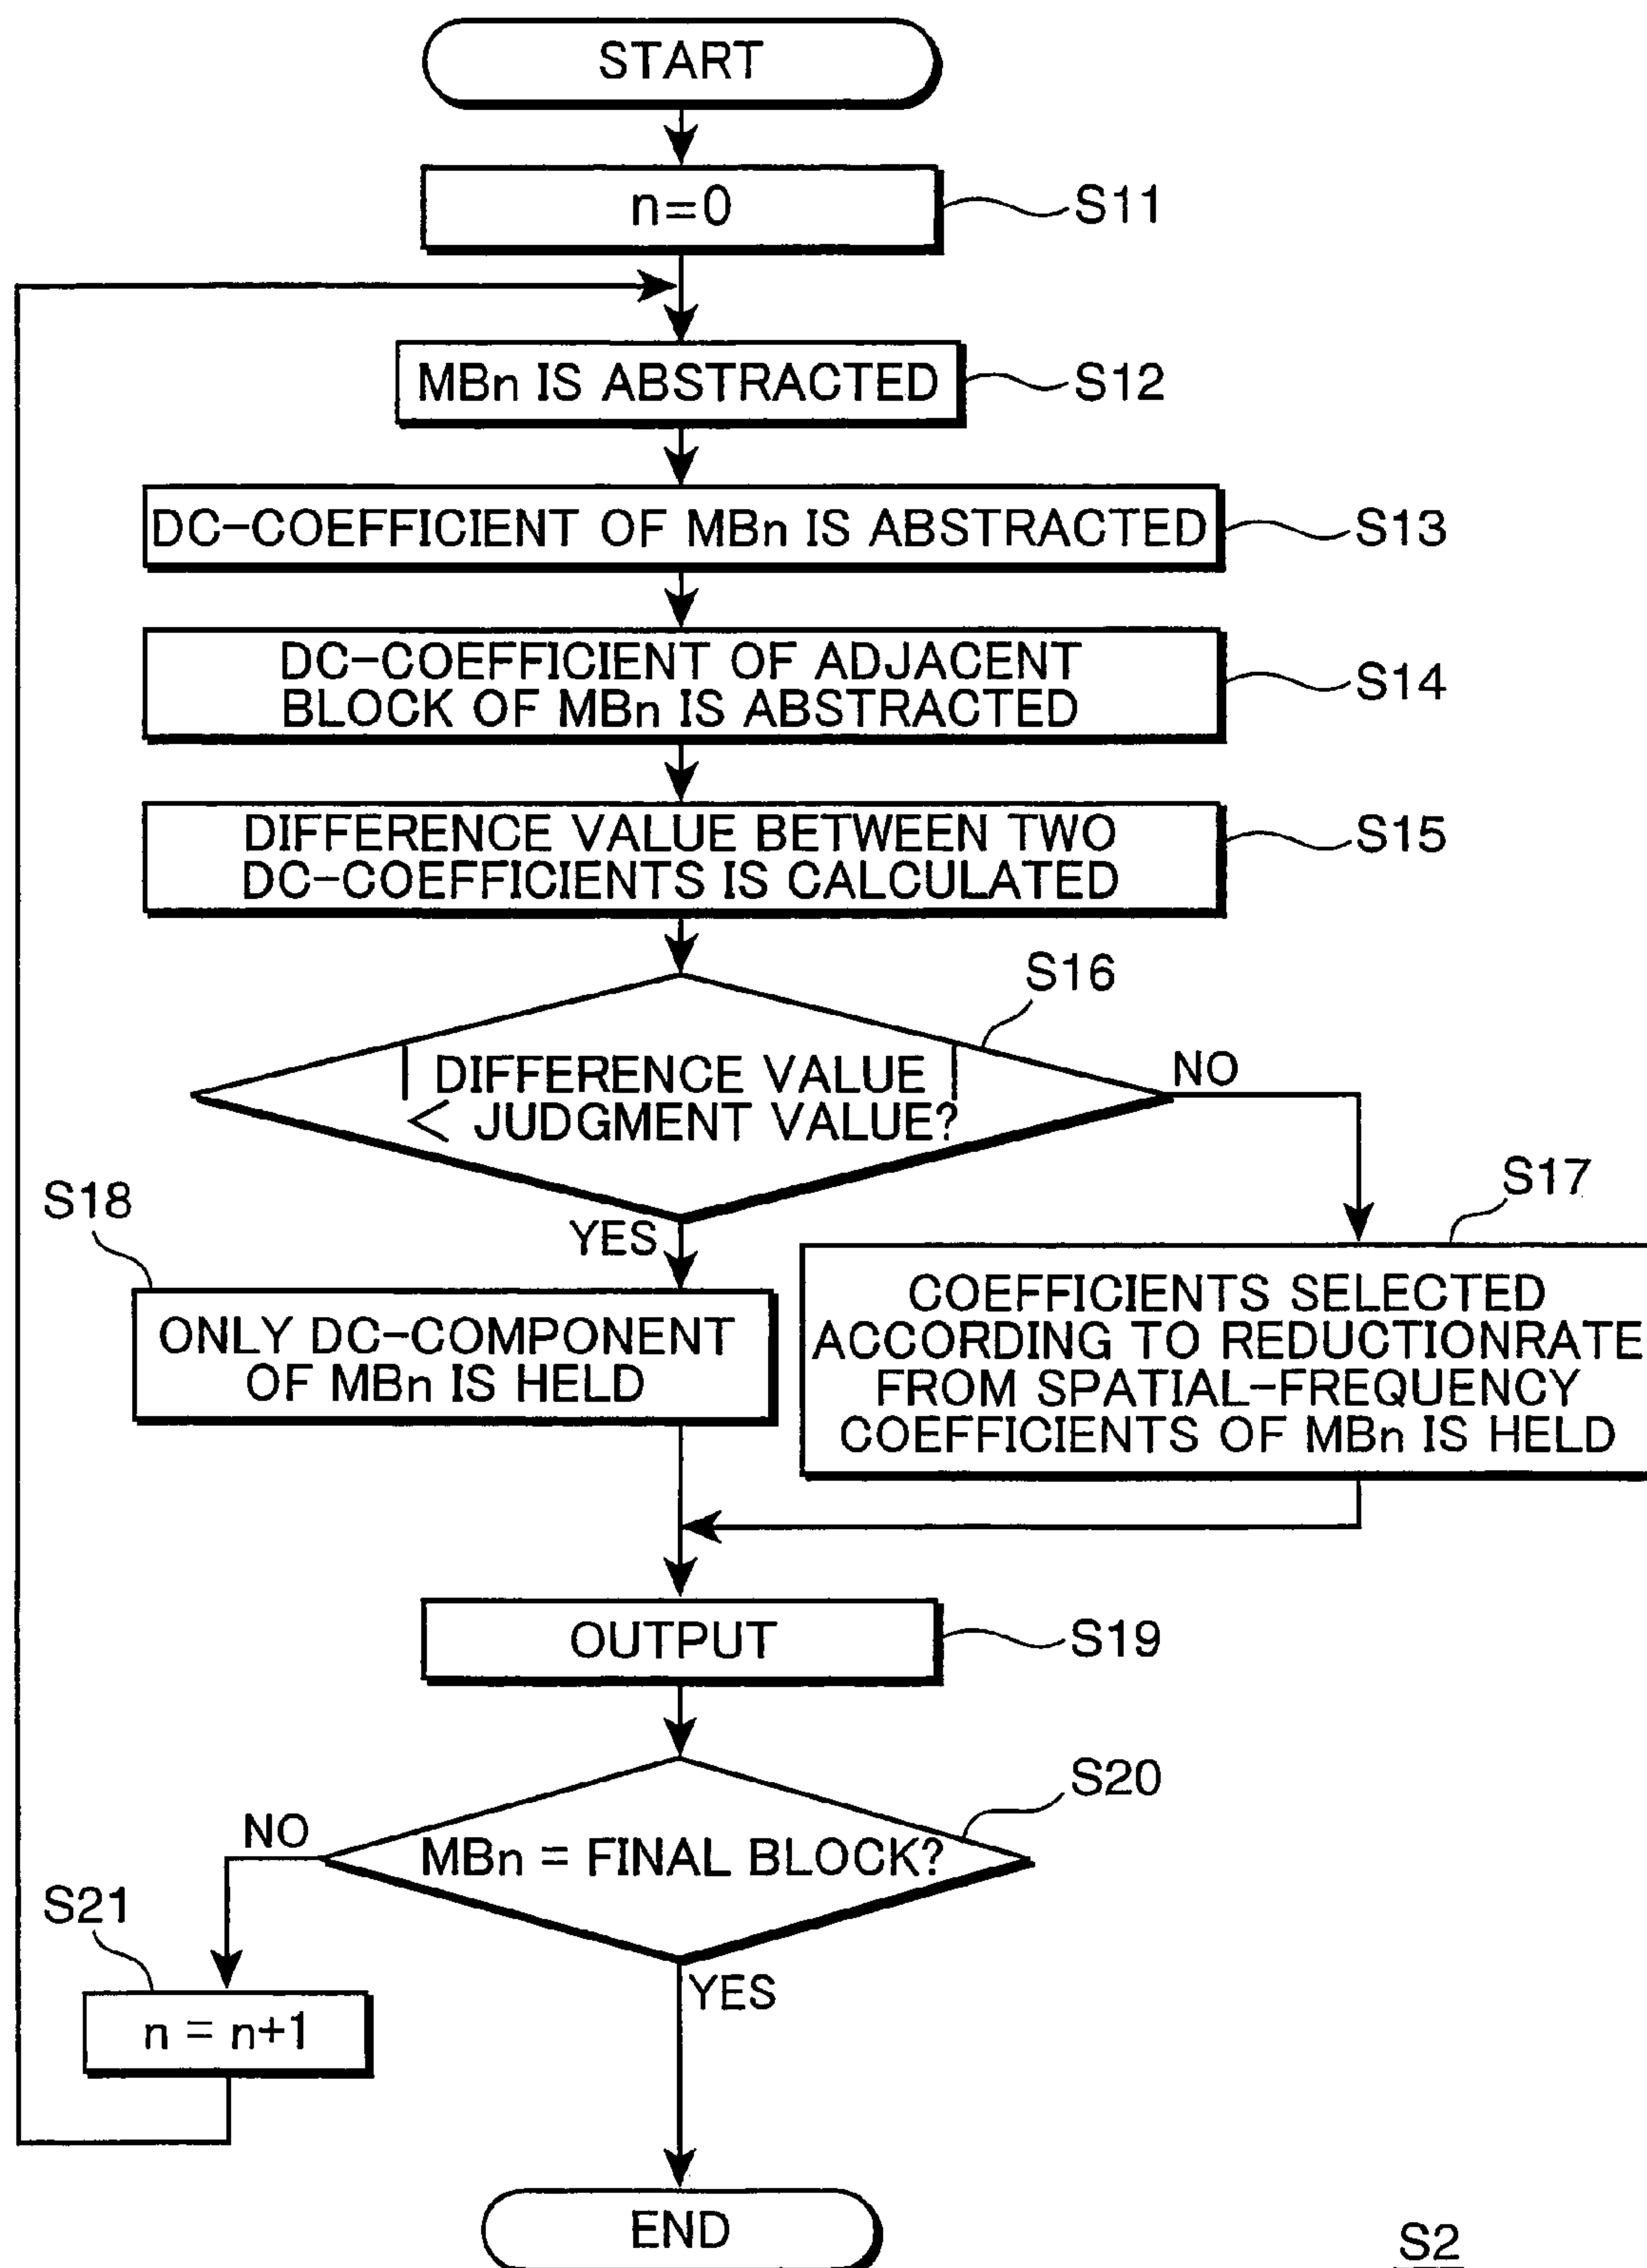 START
n=0
S11
MBn IS ABSTRACTED
S12
DC-COEFFICIENT OF MBn IS ABSTRACTED
S13
DC-COEFFICIENT OF ADJACENT
BLOCK OF MBn IS ABSTRACTED
S14
DIFFERENCE VALUE BETWEEN TWO
DC-COEFFICIENTS IS CALCULATED
S15
S16
| DIFFERENCE VALUE |
< JUDGMENT VALUE?
NO
YES
S18
ONLY DC-COMPONENT
OF MBn IS HELD
S17
COEFFICIENTS SELECTED
ACCORDING TO REDUCTIONRATE
FROM SPATIAL-FREQUENCY
COEFFICIENTS OF MBn IS HELD
OUTPUT
S19
S20
MBn = FINAL BLOCK?
NO
YES
S21
n = n+1
END
S2